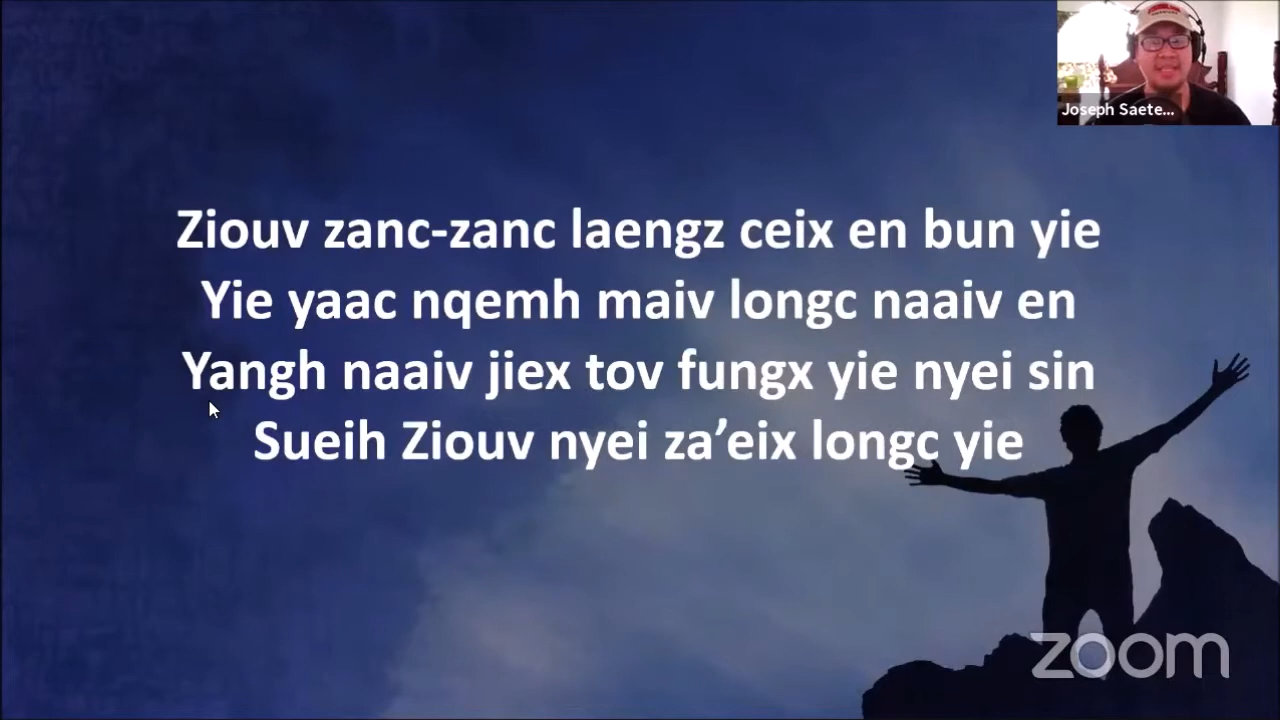 Joseph Saete...
Ziouv zanc-zanc laengz ceix en bun yie
Yie yaac nqemh maiv longc naaiv en
Yangh naaiv jiex tov fungx yie nyei sin
Sueih Ziouv nyei za’eix longc yie
zoom